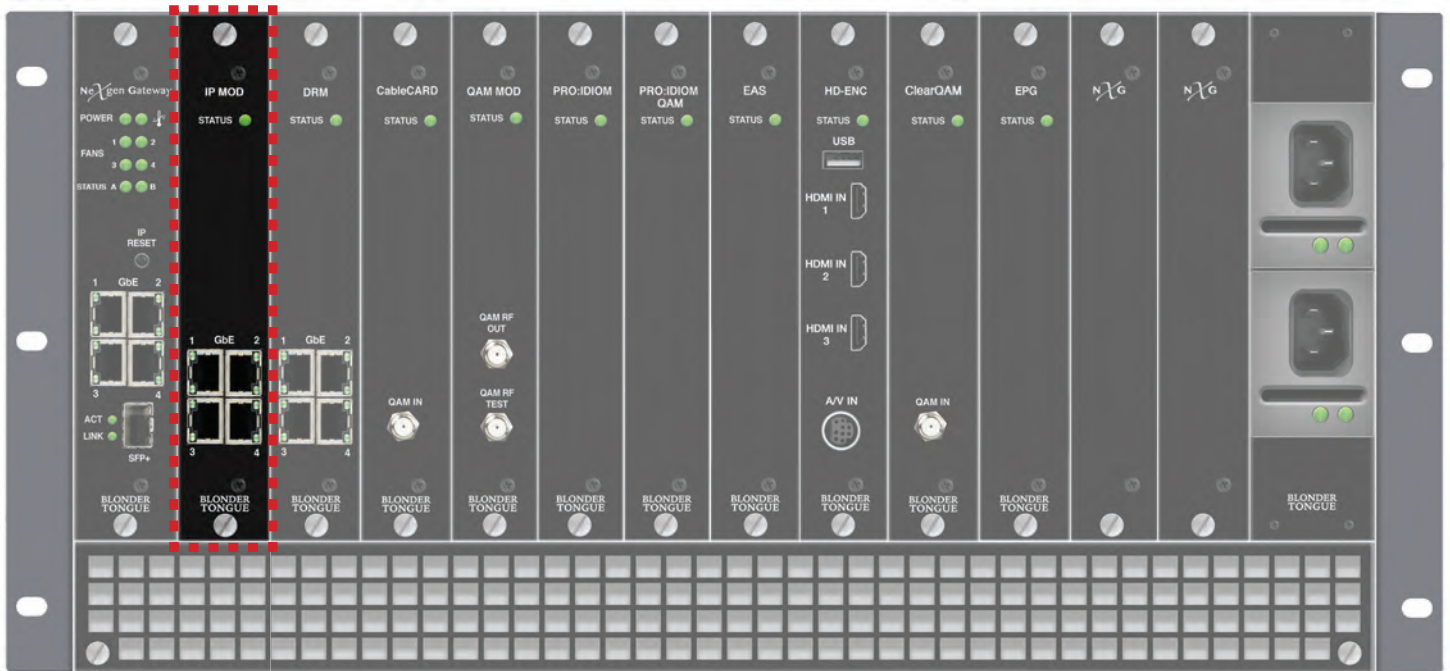 NeXgen Gateway
POWER
1 2
FANS
3 4
STATUS A B
IP
RESET
1 GbE 2
3 4
ACT
LINK
SFP+
BLONDER
TONGUE
IP MOD
STATUS
1 GbE 2
3 4
BLONDER
TONGUE
DRM
STATUS
1 GbE 2
3 4
BLONDER
TONGUE
CableCARD
STATUS
QAM IN
BLONDER
TONGUE
QAM MOD
STATUS
QAM RF
OUT
QAM RF
TEST
BLONDER
TONGUE
PRO:IDIOM
STATUS
BLONDER
TONGUE
PRO:IDIOM
QAM
STATUS
BLONDER
TONGUE
EAS
STATUS
BLONDER
TONGUE
HD-ENC
STATUS
USB
HDMI IN
1
HDMI IN
2
HDMI IN
3
A/V IN
BLONDER
TONGUE
ClearQAM
STATUS
QAM IN
BLONDER
TONGUE
EPG
STATUS
BLONDER
TONGUE
NXG
NXG
BLONDER
TONGUE